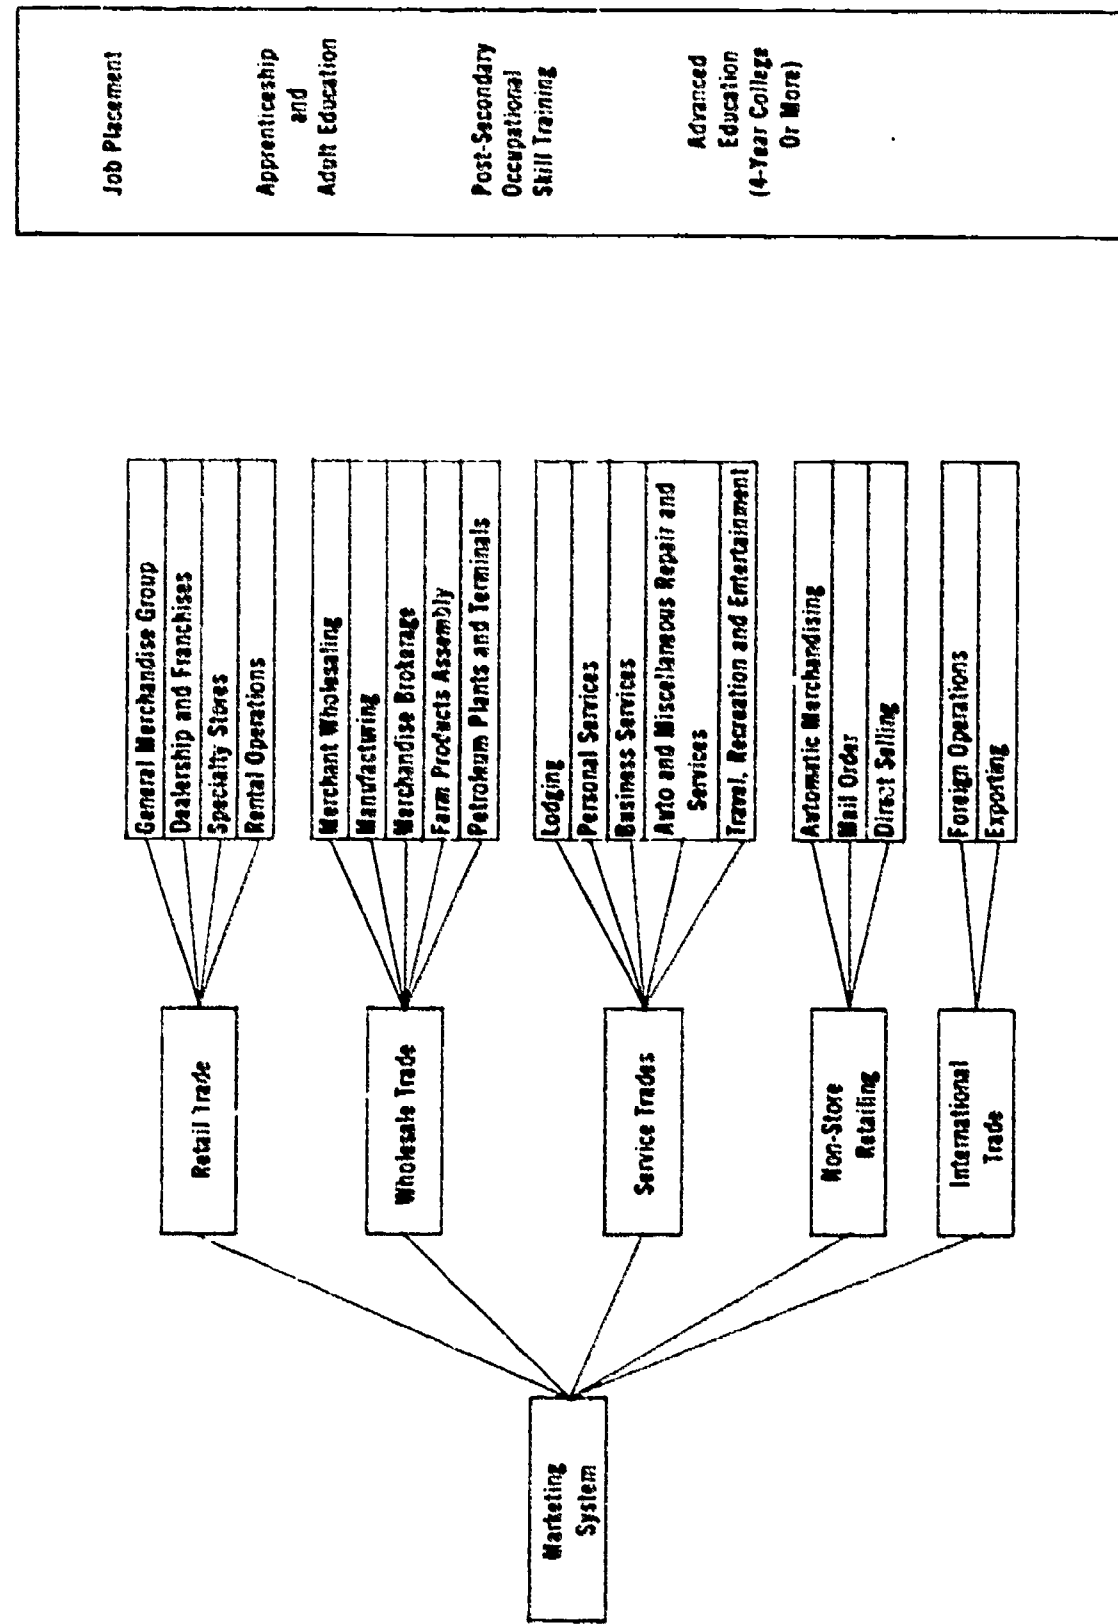 Marketing
System
Retail Trade
Wholesale Trade
Service Trades
Non-Store
Retailing
International
Trade
General Merchandise Group
Dealership and Franchises
Specialty Stores
Rental Operations
Merchant Wholesaling
Manufacturing
Merchandise Brokerage
Farm Products Assembly
Petroleum Plants and Terminals
Lodging
Personal Services
Business Services
Auto and Miscellaneous Repair and
Services
Travel, Recreation and Entertainment
Automatic Merchandising
Mail Order
Direct Selling
Foreign Operations
Exporting
Job Placement
Apprenticeship
and
Adult Education
Post-Secondary
Occupational
Skill Training
Advanced
Education
(4-Year College
Or More)